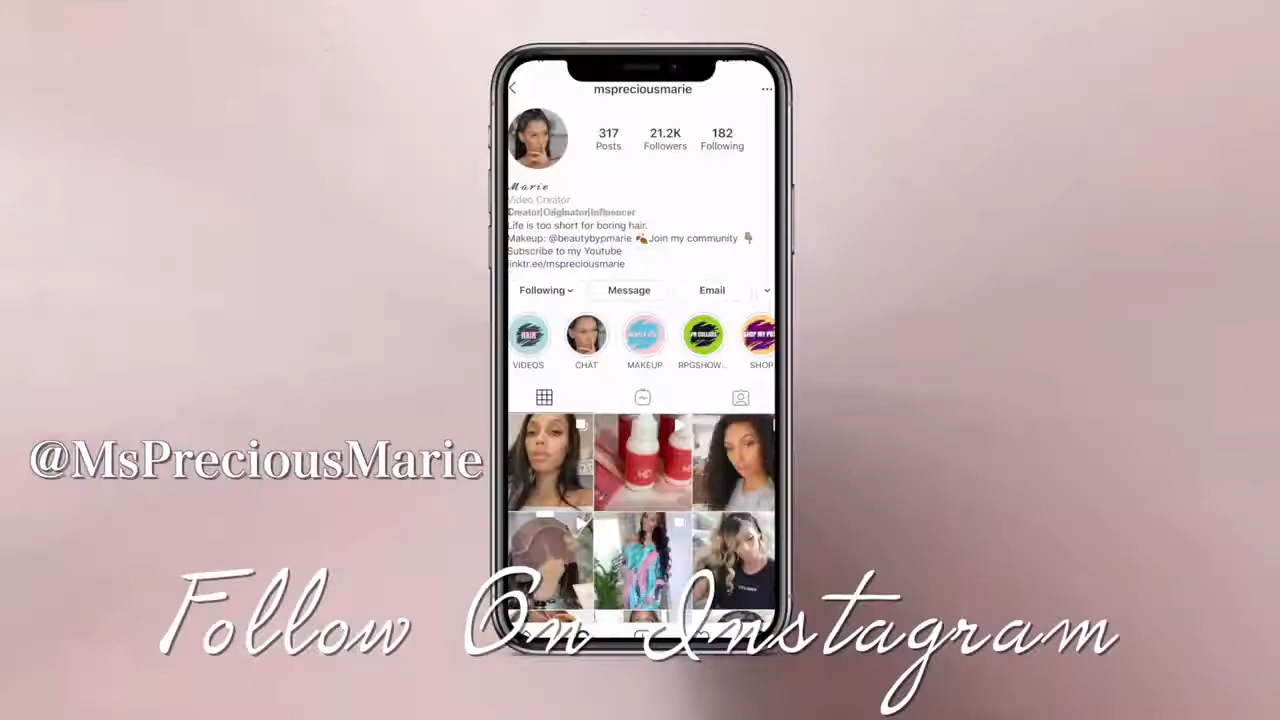 mspreciousmarie
317 21.2K 182
Posts Followers Following
Marie
Video Creator
Creator|Originator|Influencer
Life is too short for boring hair.
Makeup: @beautybypmarie 🍂Join my community 👇🏽
Subscribe to my Youtube
linktr.ee/mspreciousmarie
Following Message Email
HAIR
VIDEOS CHAT MAKEUP RPGSHOW... SHOP
@MsPreciousMarie
Follow On Instagram